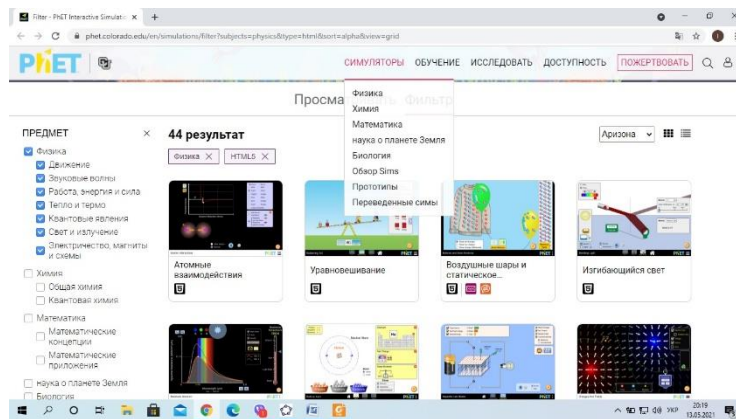 Filter - PhET Interactive Simulat
phet.colorado.edu/en/simulations/filter?subjects=physics&type=html&sort=alpha&view=grid
PhET
СИМУЛЯТОРЫ ОБУЧЕНИЕ ИССЛЕДОВАТЬ ДОСТУПНОСТЬ ПОЖЕРТВОВАТЬ
Физика
Химия
Математика
наука о планете Земля
Биология
Обзор Sims
Прототипы
Переведенные симы
Фильтр
ПРЕДМЕТ
Физика
Движение
Звуковые волны
Работа, энергия и сила
Тепло и термо
Квантовые явления
Свет и излучение
Электричество, магниты
и схемы
Химия
Общая химия
Квантовая химия
Математика
Математические
концепции
Математические
приложения
наука о планете Земля
Биология
44 результат
Физика HTML5
Аризона
Атомные
взаимодействия
Уравновешивание
Воздушные шары и
статическое...
Изгибающийся свет
УКР
20:19
13.05.2021